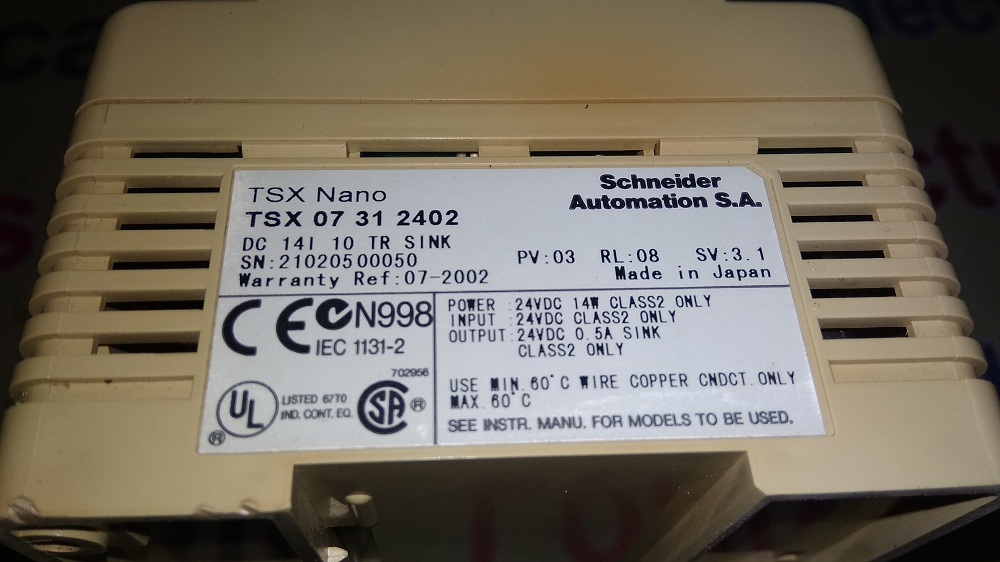 TSX Nano
TSX 07 31 2402
DC 14I 10 TR SINK
SN:21020500050
Warranty Ref:07-2002
Schneider
Automation S.A.
PV:03 RL:08 SV:3.1
Made in Japan
CE N998
IEC 1131-2
702956
UL LISTED 67T0
IND. CONT. EQ.
SA ®
®
POWER :24VDC 14W CLASS2 ONLY
INPUT :24VDC CLASS2 ONLY
OUTPUT:24VDC 0.5A SINK
CLASS2 ONLY
USE MIN.60°C WIRE COPPER CNDCT.ONLY
MAX.60°C
SEE INSTR. MANU. FOR MODELS TO BE USED.